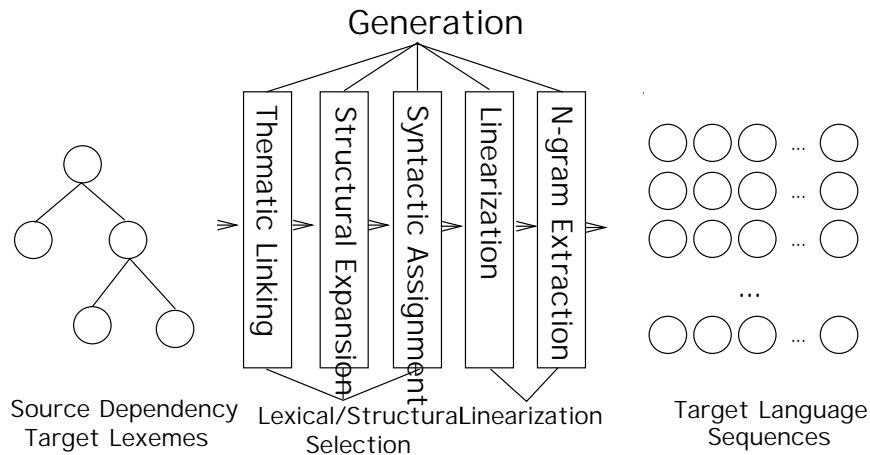 Generation
Thematic Linking
Structural Expansion
Syntactic Assignment
Linearization
N-gram Extraction
...
...
...
...
...
Source Dependency
Target Lexemes
Lexical/Structural
Selection
Linearization
Target Language
Sequences